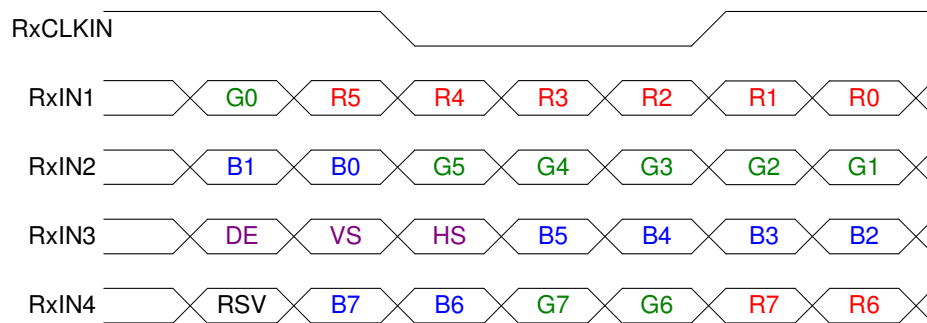 RxCLKIN
RxIN1 G0 R5 R4 R3 R2 R1 R0
RxIN2 B1 B0 G5 G4 G3 G2 G1
RxIN3 DE VS HS B5 B4 B3 B2
RxIN4 RSV B7 B6 G7 G6 R7 R6